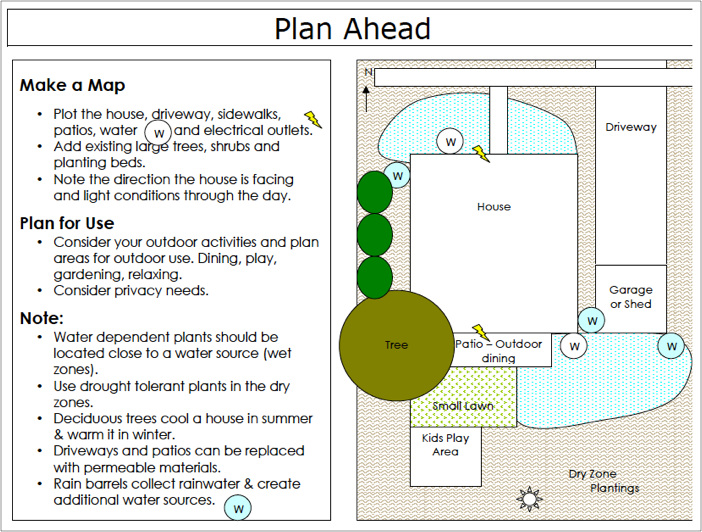 Plan Ahead
Make a Map
• Plot the house, driveway, sidewalks,
patios, water W and electrical outlets.
• Add existing large trees, shrubs and
planting beds.
• Note the direction the house is facing
and light conditions through the day.
Plan for Use
• Consider your outdoor activities and plan
areas for outdoor use. Dining, play,
gardening, relaxing.
• Consider privacy needs.
Note:
• Water dependent plants should be
located close to a water source (wet
zones).
• Use drought tolerant plants in the dry
zones.
• Deciduous trees cool a house in summer
& warm it in winter.
• Driveways and patios can be replaced
with permeable materials.
• Rain barrels collect rainwater & create
additional water sources. W
N
Driveway
W
W
House
Garage
or Shed
W
Tree
Patio – Outdoor
dining
W
W
Small Lawn
Kids Play
Area
Dry Zone
Plantings